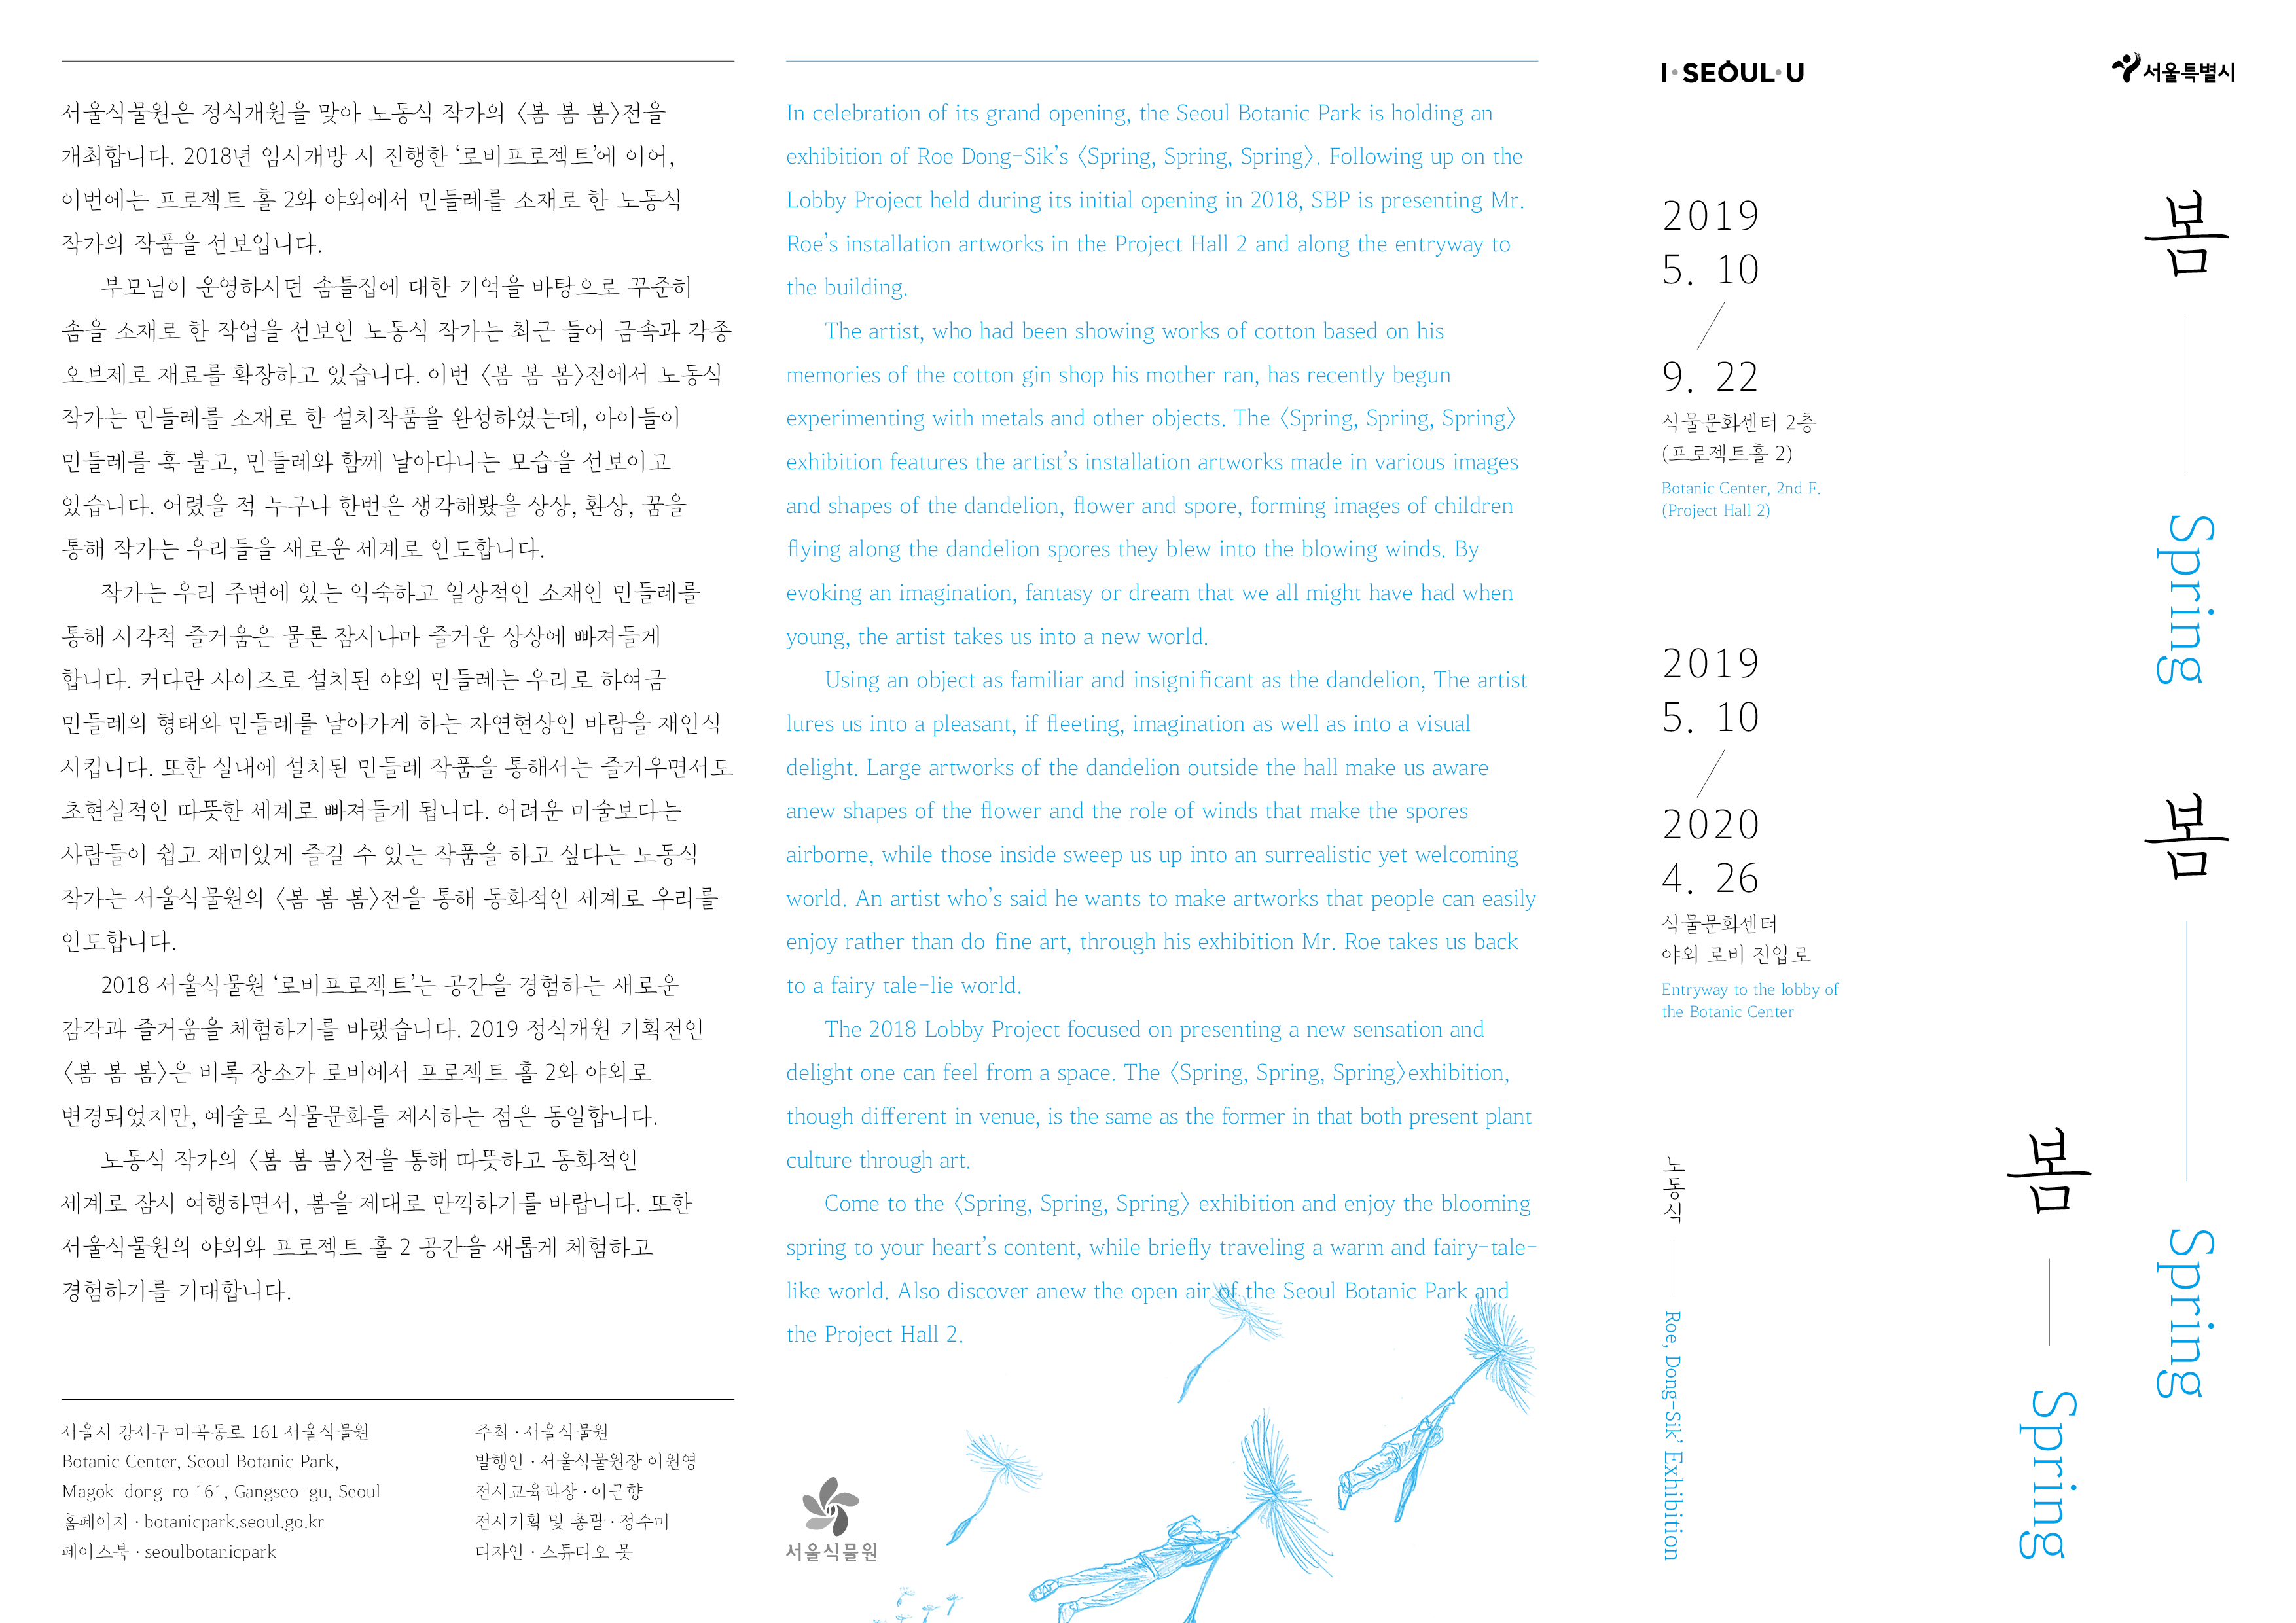 서울식물원은 정식개원을 맞아 노동식 작가의 〈봄 봄 봄〉전을
개최합니다. 2018년 임시개방 시 진행한 ‘로비프로젝트’에 이어,
이번에는 프로젝트 홀 2와 야외에서 민들레를 소재로 한 노동식
작가의 작품을 선보입니다.
부모님이 운영하시던 솜틀집에 대한 기억을 바탕으로 꾸준히
솜을 소재로 한 작업을 선보인 노동식 작가는 최근 들어 금속과 각종
오브제로 재료를 확장하고 있습니다. 이번 〈봄 봄 봄〉전에서 노동식
작가는 민들레를 소재로 한 설치작품을 완성하였는데, 아이들이
민들레를 훅 불고, 민들레와 함께 날아다니는 모습을 선보이고
있습니다. 어렸을 적 누구나 한번은 생각해봤을 상상, 환상, 꿈을
통해 작가는 우리들을 새로운 세계로 인도합니다.
작가는 우리 주변에 있는 익숙하고 일상적인 소재인 민들레를
통해 시각적 즐거움은 물론 잠시나마 즐거운 상상에 빠져들게
합니다. 커다란 사이즈로 설치된 야외 민들레는 우리로 하여금
민들레의 형태와 민들레를 날아가게 하는 자연현상인 바람을 재인식
시킵니다. 또한 실내에 설치된 민들레 작품을 통해서는 즐거우면서도
초현실적인 따뜻한 세계로 빠져들게 됩니다. 어려운 미술보다는
사람들이 쉽고 재미있게 즐길 수 있는 작품을 하고 싶다는 노동식
작가는 서울식물원의 〈봄 봄 봄〉전을 통해 동화적인 세계로 우리를
인도합니다.
2018 서울식물원 ‘로비프로젝트’는 공간을 경험하는 새로운
감각과 즐거움을 체험하기를 바랬습니다. 2019 정식개원 기획전인
〈봄 봄 봄〉은 비록 장소가 로비에서 프로젝트 홀 2와 야외로
변경되었지만, 예술로 식물문화를 제시하는 점은 동일합니다.
노동식 작가의 〈봄 봄 봄〉전을 통해 따뜻하고 동화적인
세계로 잠시 여행하면서, 봄을 제대로 만끽하기를 바랍니다. 또한
서울식물원의 야외와 프로젝트 홀 2 공간을 새롭게 체험하고
경험하기를 기대합니다.
서울시 강서구 마곡동로 161 서울식물원
Botanic Center, Seoul Botanic Park,
Magok-dong-ro 161, Gangseo-gu, Seoul
홈페이지 · botanicpark.seoul.go.kr
페이스북 · seoulbotanicpark
주최 · 서울식물원
발행인 · 서울식물원장 이원영
전시교육과장 · 이근향
전시기획 및 총괄 · 정수미
디자인 · 스튜디오 못
In celebration of its grand opening, the Seoul Botanic Park is holding an
exhibition of Roe Dong-Sik’s 〈Spring, Spring, Spring〉. Following up on the
Lobby Project held during its initial opening in 2018, SBP is presenting Mr.
Roe’s installation artworks in the Project Hall 2 and along the entryway to
the building.
The artist, who had been showing works of cotton based on his
memories of the cotton gin shop his mother ran, has recently begun
experimenting with metals and other objects. The 〈Spring, Spring, Spring〉
exhibition features the artist’s installation artworks made in various images
and shapes of the dandelion, flower and spore, forming images of children
flying along the dandelion spores they blew into the blowing winds. By
evoking an imagination, fantasy or dream that we all might have had when
young, the artist takes us into a new world.
Using an object as familiar and insignificant as the dandelion, The artist
lures us into a pleasant, if fleeting, imagination as well as into a visual
delight. Large artworks of the dandelion outside the hall make us aware
anew shapes of the flower and the role of winds that make the spores
airborne, while those inside sweep us up into an surrealistic yet welcoming
world. An artist who’s said he wants to make artworks that people can easily
enjoy rather than do fine art, through his exhibition Mr. Roe takes us back
to a fairy tale-lie world.
The 2018 Lobby Project focused on presenting a new sensation and
delight one can feel from a space. The 〈Spring, Spring, Spring〉exhibition,
though different in venue, is the same as the former in that both present plant
culture through art.
Come to the 〈Spring, Spring, Spring〉 exhibition and enjoy the blooming
spring to your heart’s content, while briefly traveling a warm and fairy-tale-
like world. Also discover anew the open air of the Seoul Botanic Park and
the Project Hall 2.
서울식물원
I·SEOUL·U
서울특별시
2019
5. 10
9. 22
식물문화센터 2층
(프로젝트홀 2)
Botanic Center, 2nd F.
(Project Hall 2)
2019
5. 10
2020
4. 26
식물문화센터
야외 로비 진입로
Entryway to the lobby of
the Botanic Center
노동식
Roe, Dong-Sik' Exhibition
봄
Spring
봄
Spring
봄
Spring